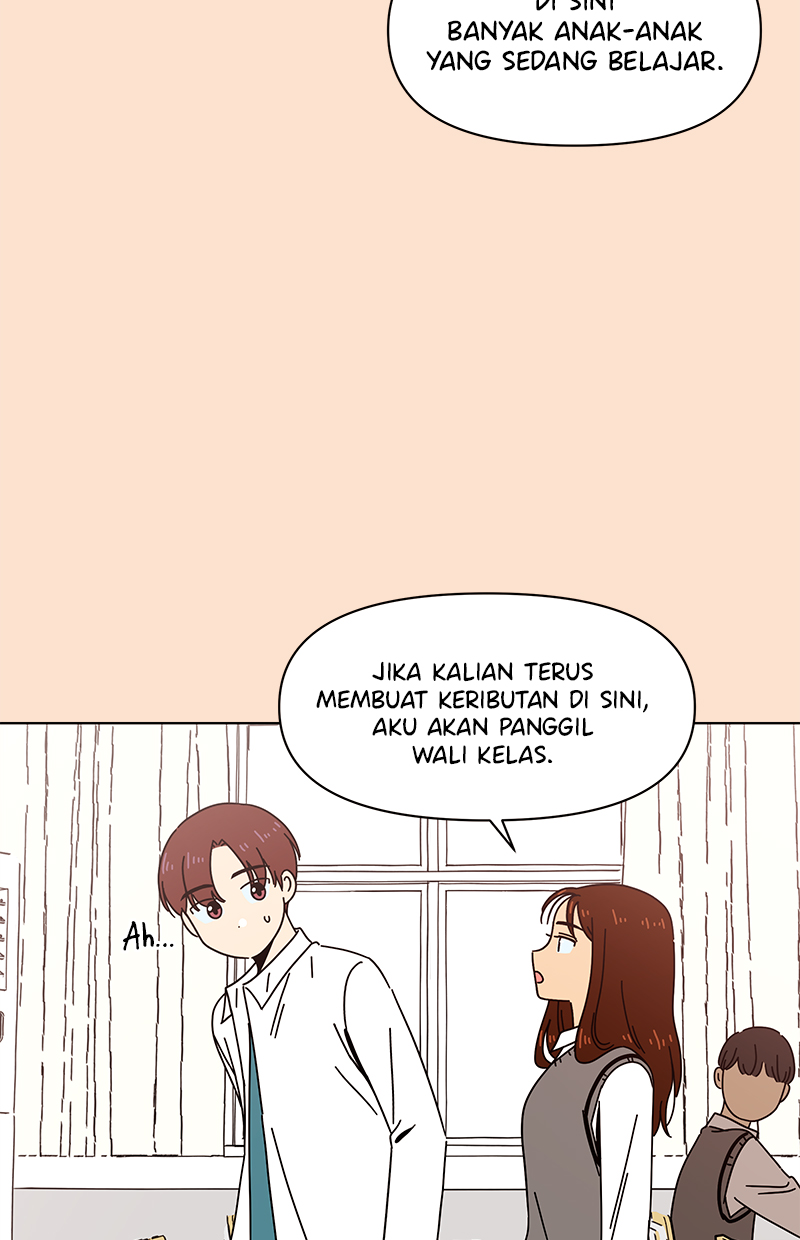 DI SINI
BANYAK ANAK-ANAK
YANG SEDANG BELAJAR.
JIKA KALIAN TERUS
MEMBUAT KERIBUTAN DI SINI,
AKU AKAN PANGGIL
WALI KELAS.
Ah...